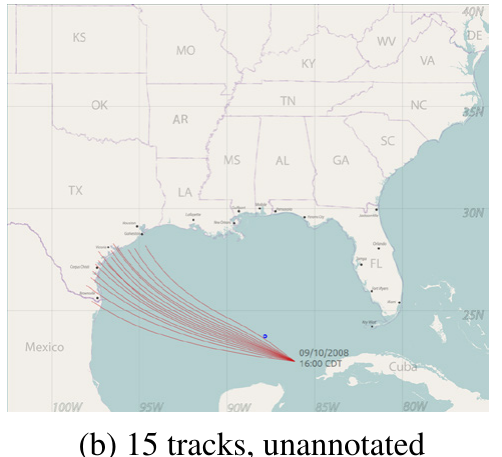 40N
KS
MO
WV
DE
KY
VA
OK
TN
NC
35N
AR
SC
MS
AL
GA
TX
LA
30N
FL
25N
Mexico
09/10/2008
16:00 CDT
Cuba
100W
95W
90W
85W
80W
(b) 15 tracks, unannotated